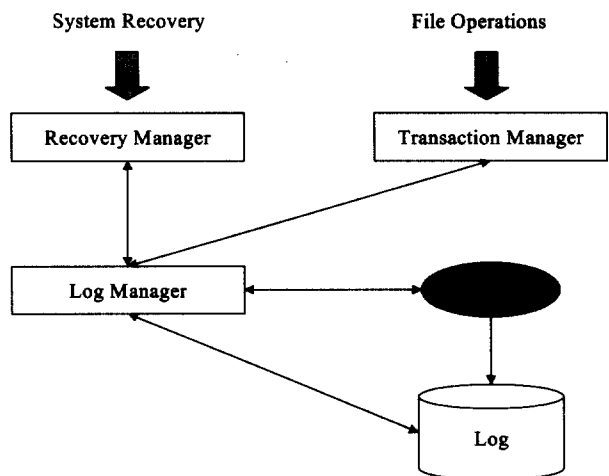 System Recovery
File Operations
Recovery Manager
Transaction Manager
Log Manager
Log